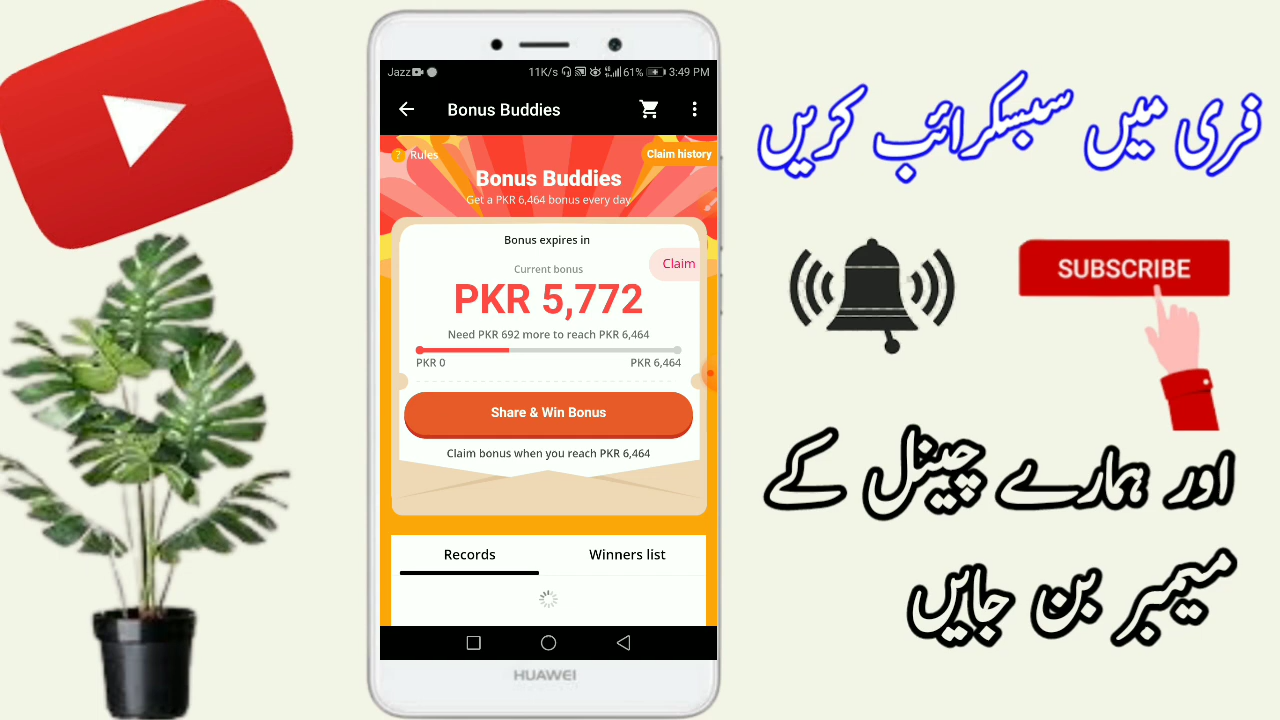 Jazz 11K/s 61% 3:49 PM
Bonus Buddies
? Rules
Claim history
Bonus Buddies
Get a PKR 6,464 bonus every day
Bonus expires in
Claim
Current bonus
PKR 5,772
Need PKR 692 more to reach PKR 6,464
PKR 0 PKR 6,464
Share & Win Bonus
Claim bonus when you reach PKR 6,464
Records Winners list
HUAWEI
فری میں سبسکرائب کریں
SUBSCRIBE
اور ہمارے چینل کے
میمبر بن جایں